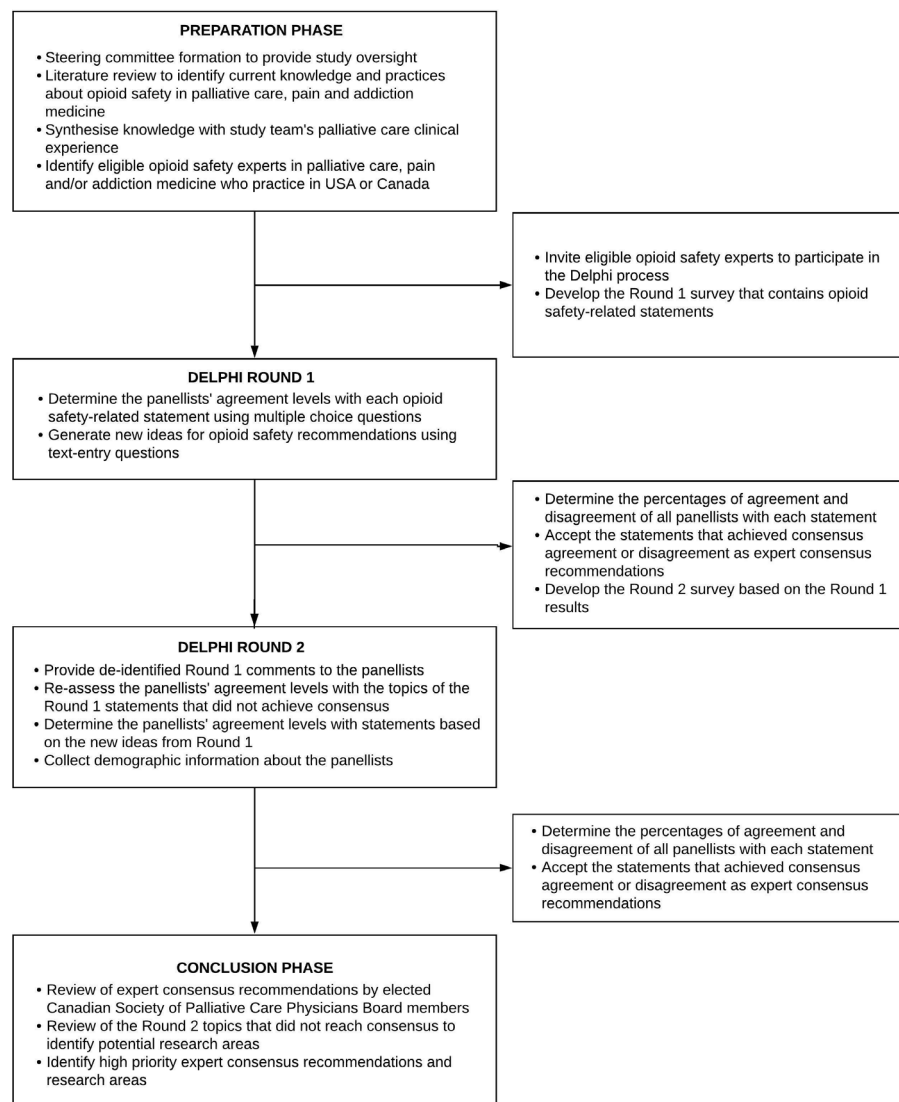 PREPARATION PHASE
• Steering committee formation to provide study oversight
• Literature review to identify current knowledge and practices
about opioid safety in palliative care, pain and addiction
medicine
• Synthesise knowledge with study team's palliative care clinical
experience
• Identify eligible opioid safety experts in palliative care, pain
and/or addiction medicine who practice in USA or Canada
• Invite eligible opioid safety experts to participate in
the Delphi process
• Develop the Round 1 survey that contains opioid
safety-related statements
DELPHI ROUND 1
• Determine the panellists' agreement levels with each opioid
safety-related statement using multiple choice questions
• Generate new ideas for opioid safety recommendations using
text-entry questions
• Determine the percentages of agreement and
disagreement of all panellists with each statement
• Accept the statements that achieved consensus
agreement or disagreement as expert consensus
recommendations
• Develop the Round 2 survey based on the Round 1
results
DELPHI ROUND 2
• Provide de-identified Round 1 comments to the panellists
• Re-assess the panellists' agreement levels with the topics of the
Round 1 statements that did not achieve consensus
• Determine the panellists' agreement levels with statements based
on the new ideas from Round 1
• Collect demographic information about the panellists
• Determine the percentages of agreement and
disagreement of all panellists with each statement
• Accept the statements that achieved consensus
agreement or disagreement as expert consensus
recommendations
CONCLUSION PHASE
• Review of expert consensus recommendations by elected
Canadian Society of Palliative Care Physicians Board members
• Review of the Round 2 topics that did not reach consensus to
identify potential research areas
• Identify high priority expert consensus recommendations and
research areas